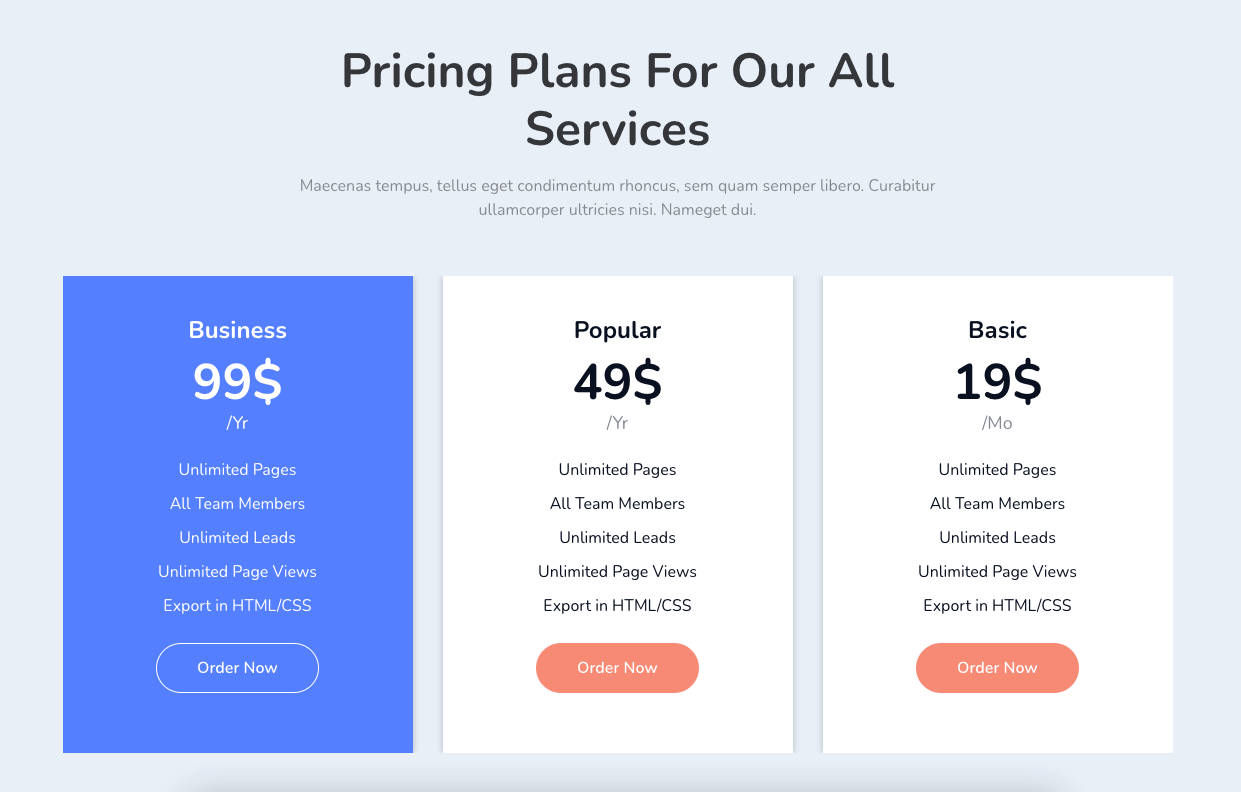 Pricing Plans For Our All
Services
Maecenas tempus, tellus eget condimentum rhoncus, sem quam semper libero. Curabitur
ullamcorper ultricies nisi. Nameget dui.
Business
99$
/Yr
Unlimited Pages
All Team Members
Unlimited Leads
Unlimited Page Views
Export in HTML/CSS
Order Now
Popular
49$
/Yr
Unlimited Pages
All Team Members
Unlimited Leads
Unlimited Page Views
Export in HTML/CSS
Order Now
Basic
19$
/Mo
Unlimited Pages
All Team Members
Unlimited Leads
Unlimited Page Views
Export in HTML/CSS
Order Now